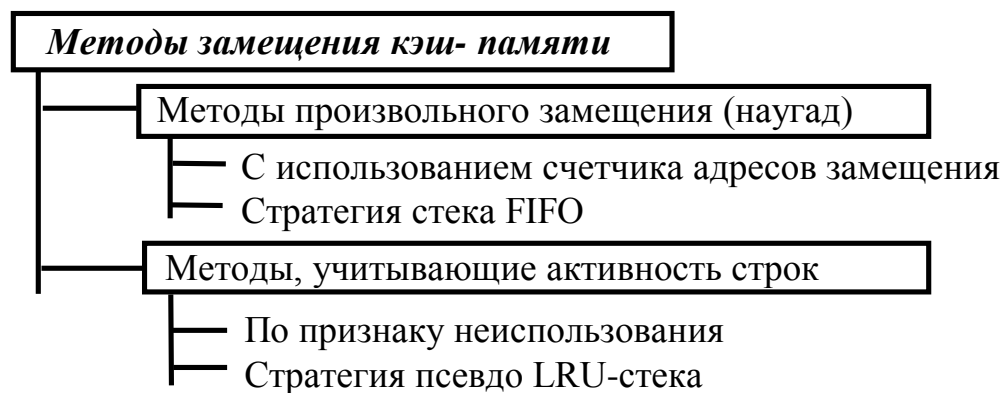 Методы замещения кэш- памяти
Методы произвольного замещения (наугад)
С использованием счетчика адресов замещения
Стратегия стека FIFO
Методы, учитывающие активность строк
По признаку неиспользования
Стратегия псевдо LRU-стека